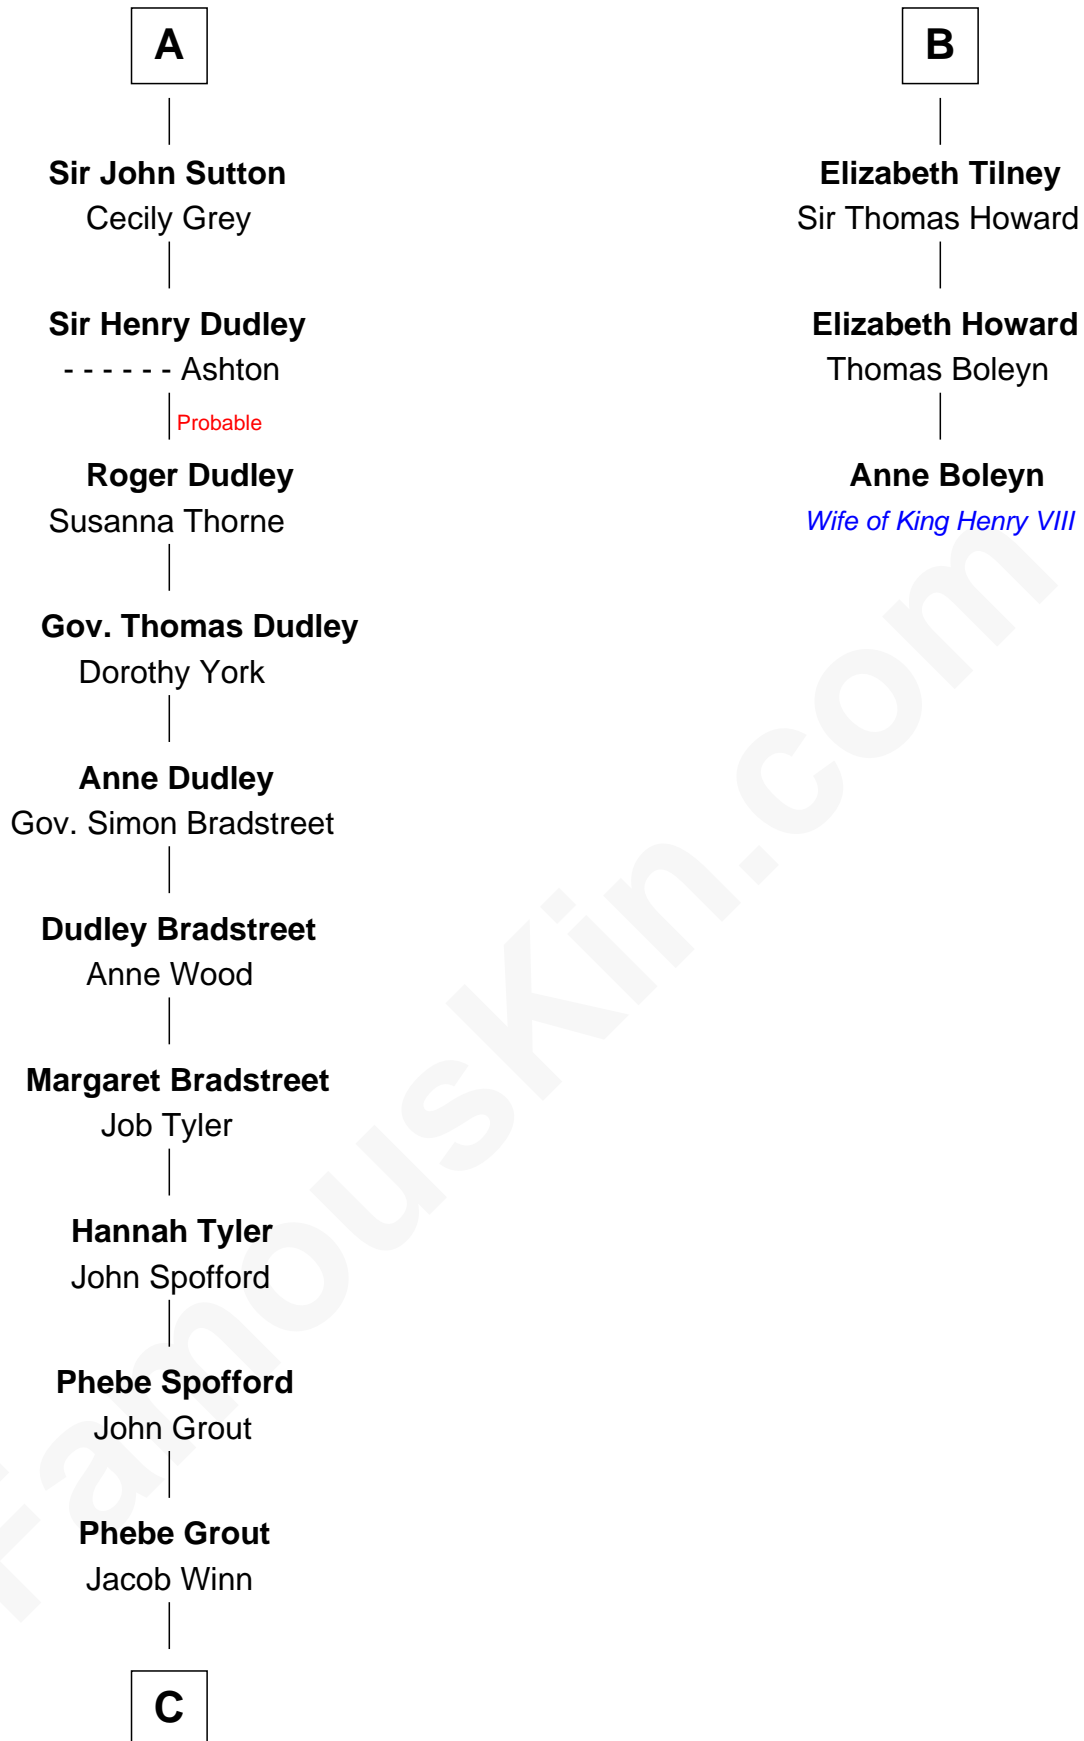 A
Sir John Sutton
Cecily Grey
Sir Henry Dudley
- - - - - - Ashton
Probable
Roger Dudley
Susanna Thorne
Gov. Thomas Dudley
Dorothy York
Anne Dudley
Gov. Simon Bradstreet
Dudley Bradstreet
Anne Wood
Margaret Bradstreet
Job Tyler
Hannah Tyler
John Spofford
Phebe Spofford
John Grout
Phebe Grout
Jacob Winn
C
B
Elizabeth Tilney
Sir Thomas Howard
Elizabeth Howard
Thomas Boleyn
Anne Boleyn
Wife of King Henry VIII
FamousKin.com